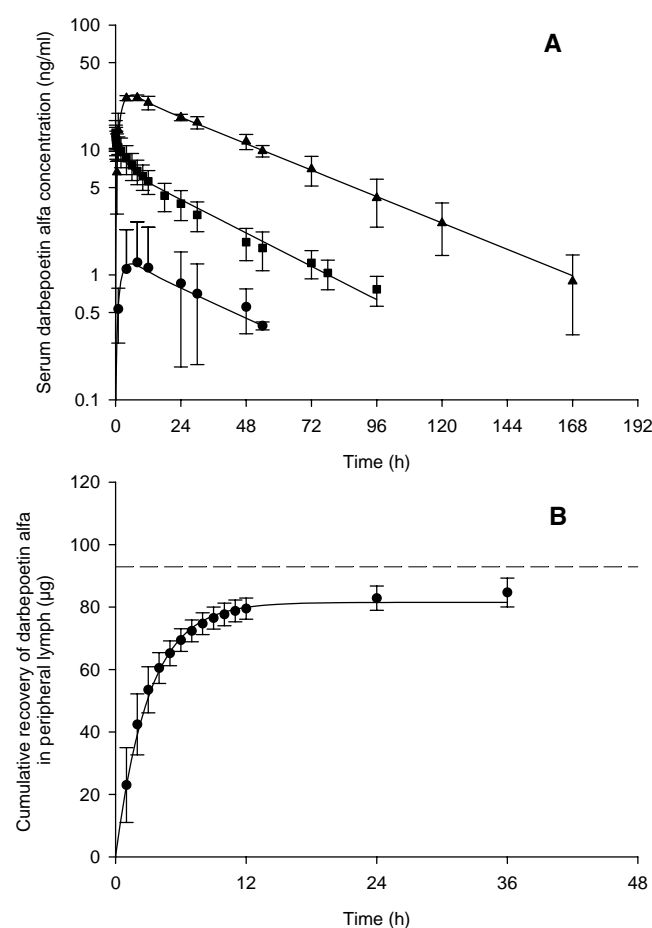 A
Serum darbepoetin alfa concentration (ng/ml)
100
50
10
5
1
0.5
0.1
0 24 48 72 96 120 144 168 192
Time (h)
B
Cumulative recovery of darbepoetin alfa
in peripheral lymph (µg)
120
100
80
60
40
20
0
0 12 24 36 48
Time (h)